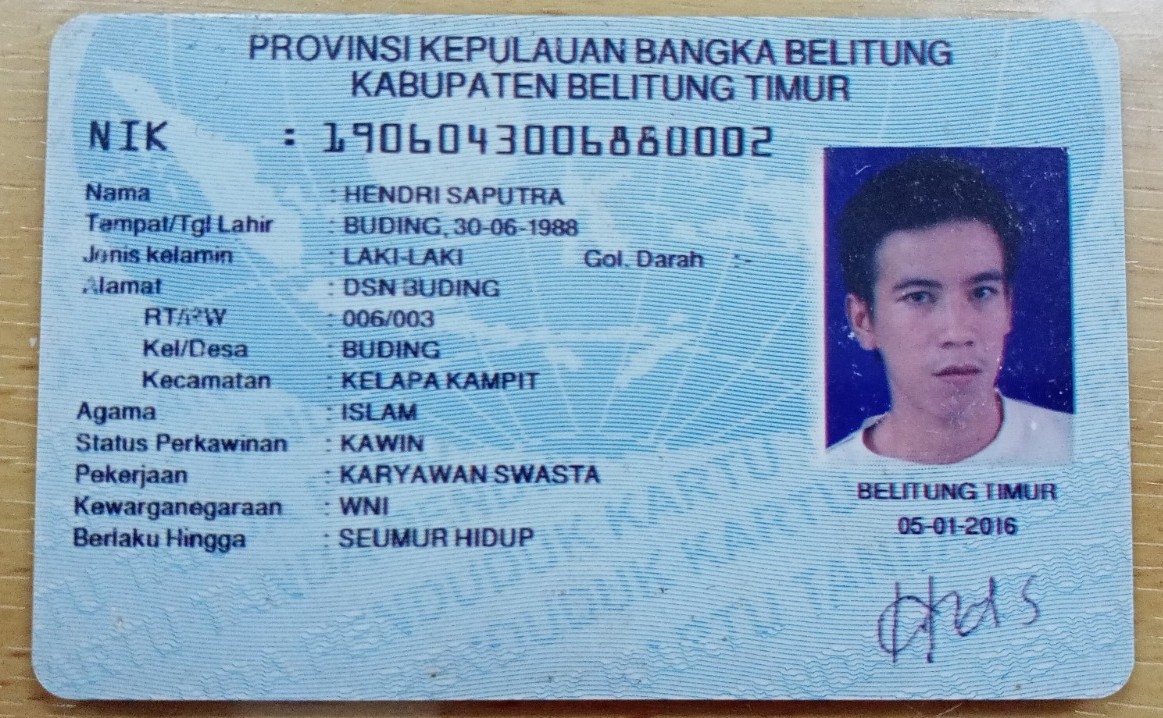 PROVINSI KEPULAUAN BANGKA BELITUNG
KABUPATEN BELITUNG TIMUR
NIK : 1906043006880002
Nama : HENDRI SAPUTRA
Tempat/Tgl Lahir : BUDING, 30-06-1988
Jenis kelamin : LAKI-LAKI Gol. Darah : -
Alamat : DSN BUDING
RT/RW : 006/003
Kel/Desa : BUDING
Kecamatan : KELAPA KAMPIT
Agama : ISLAM
Status Perkawinan : KAWIN
Pekerjaan : KARYAWAN SWASTA
Kewarganegaraan : WNI
Berlaku Hingga : SEUMUR HIDUP
BELITUNG TIMUR
05-01-2016